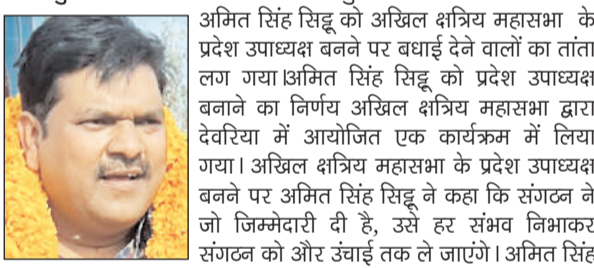 अमित सिंह सिट्टू को अखिल क्षत्रिय महासभा के
प्रदेश उपाध्यक्ष बनने पर बधाई देने वालों का तांता
लग गया।अमित सिंह सिट्टू को प्रदेश उपाध्यक्ष
बनाने का निर्णय अखिल क्षत्रिय महासभा द्वारा
देवरिया में आयोजित एक कार्यक्रम में लिया
गया। अखिल क्षत्रिय महासभा के प्रदेश उपाध्यक्ष
बनने पर अमित सिंह सिट्टू ने कहा कि संगठन ने
जो जिम्मेदारी दी है, उसे हर संभव निभाकर
संगठन को और उंचाई तक ले जाएंगे। अमित सिंह